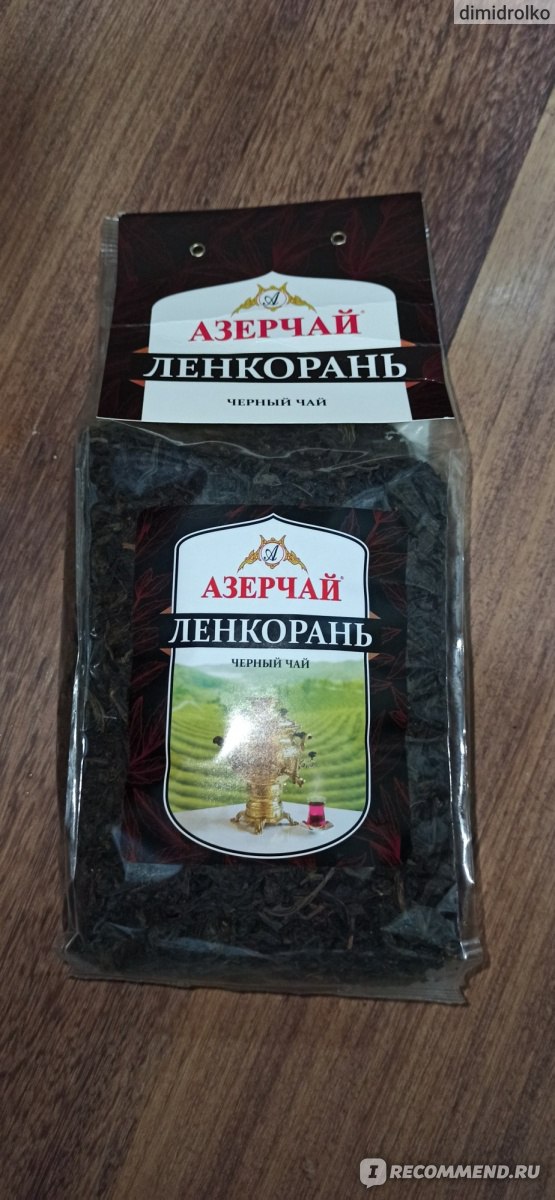 dimidrolko
А
АЗЕРЧАЙ®
ЛЕНКОРАНЬ
ЧЕРНЫЙ ЧАЙ
А
АЗЕРЧАЙ®
ЛЕНКОРАНЬ
ЧЕРНЫЙ ЧАЙ
I RECOMMEND.RU